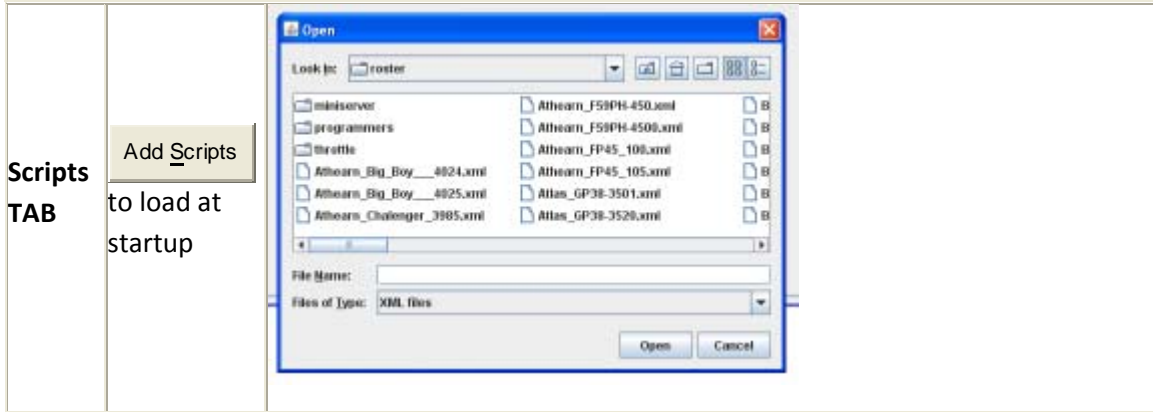 Scripts
TAB
Add Scripts
to load at
startup
Open
Look In: roster
miniserver
programmers
throttle
Athearn_Big_Boy___4024.xml
Athearn_Big_Boy___4025.xml
Athearn_Chalenger_3985.xml
Athearn_F59PH-450.xml
Athearn_F59PH-4500.xml
Athearn_FP45_100.xml
Athearn_FP45_105.xml
Atlas_GP38-3501.xml
Atlas_GP38-3520.xml
B
B
B
B
B
B
File Name:
Files of Type: XML files
Open Cancel